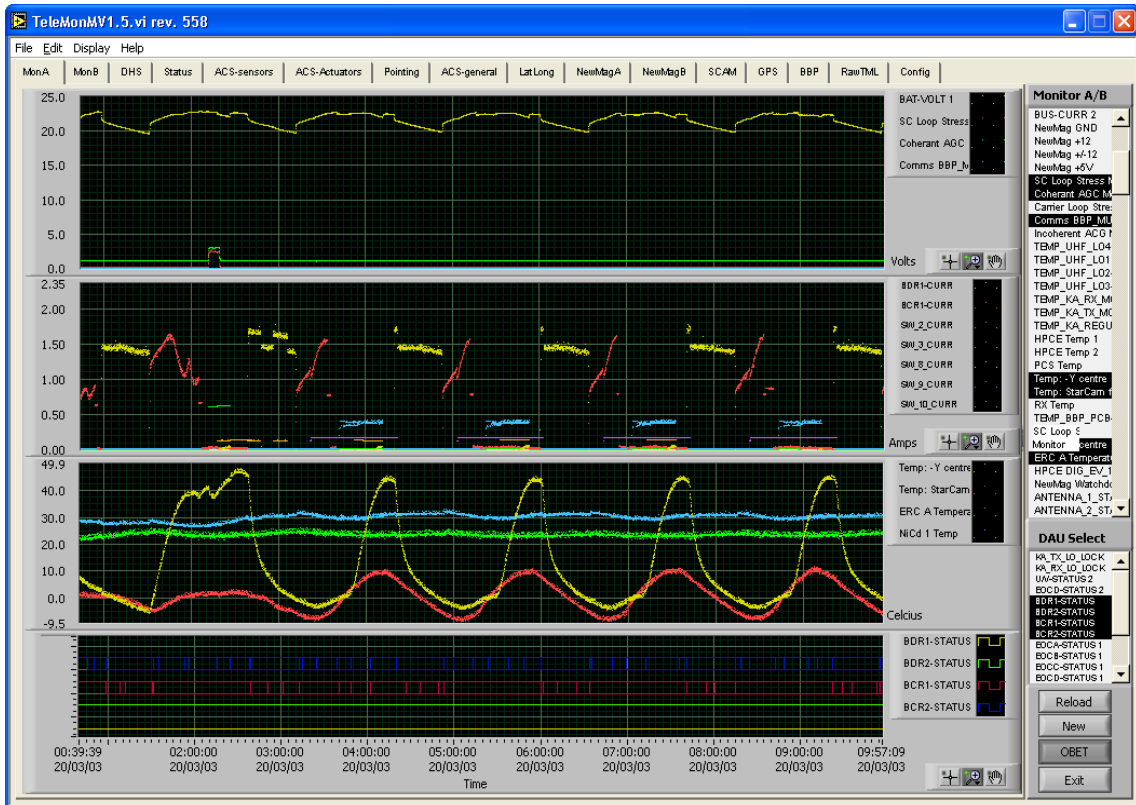 TeleMonMV1.5.vi rev. 558
File Edit Display Help
MonA MonB DHS Status ACS-sensors ACS-Actuators Pointing ACS-general LatLong NewMagA NewMagB SCAM GPS BBP RawTML Config
25.0
20.0
15.0
10.0
5.0
0.0
BAT-VOLT 1
SC Loop Stress
Coherant AGC
Comms BBP_M
Volts
2.35
2.00
1.50
1.00
0.50
0.00
BDR1-CURR
BCR1-CURR
SW_2_CURR
SW_3_CURR
SW_8_CURR
SW_9_CURR
SW_10_CURR
Amps
49.9
40.0
30.0
20.0
10.0
0.0
-9.5
Temp: -Y centre
Temp: StarCam
ERC A Tempera
NiCd 1 Temp
Celcius
BDR1-STATUS
BDR2-STATUS
BCR1-STATUS
BCR2-STATUS
00:39:39 02:00:00 03:00:00 04:00:00 05:00:00 06:00:00 07:00:00 08:00:00 09:00:00 09:57:09
20/03/03 20/03/03 20/03/03 20/03/03 20/03/03 20/03/03 20/03/03 20/03/03 20/03/03 20/03/03
Time
Monitor A/B
BUS-CURR 2
NewMag GND
NewMag +12
NewMag +/-12
NewMag +5V
SC Loop Stress M
Coherant AGC M
Carrier Loop Stre
Comms BBP_MU
Incoherent ACG
TEMP_UHF_LO4
TEMP_UHF_LO1
TEMP_UHF_LO2-
TEMP_UHF_LO3-
TEMP_KA_RX_M
TEMP_KA_TX_MO
TEMP_KA_REGU
HPCE Temp 1
HPCE Temp 2
PCS Temp
Temp: -Y centre
Temp: StarCam f
RX Temp
TEMP_BBP_PCB-
SC Loop S
Monitor centre
ERC A Temperat
HPCE DIG_EV_1
NewMag Watchdo
ANTENNA_1_ST
ANTENNA_2_ST
DAU Select
KA_TX_LO_LOCK
KA_RX_LO_LOCK
UW-STATUS 2
EOCD-STATUS 2
BDR1-STATUS
BDR2-STATUS
BCR1-STATUS
BCR2-STATUS
EOCA-STATUS 1
EOCB-STATUS 1
EOCC-STATUS 1
EOCD-STATUS 1
Reload
New
OBET
Exit